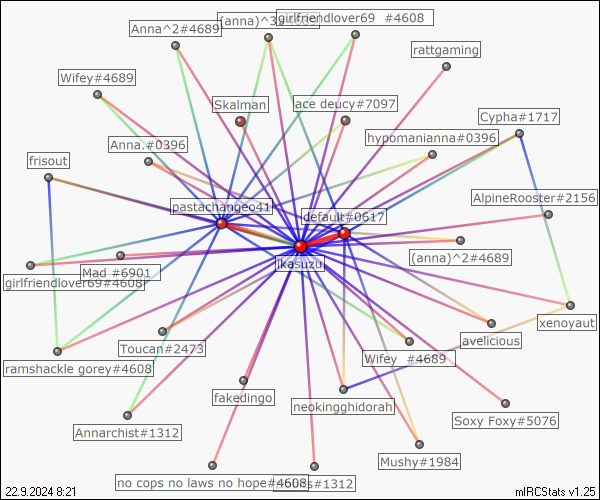 Anna^2#4689
(anna)^3#4689
girlfriendlover69 #4608
rattgaming
Wifey#4689
Skalman
ace deucy#7097
Cypha#1717
Anna.#0396
hypomanianna#0396
frisout
AlpineRooster#2156
pastachangeo41
default#0617
(anna)^2#4689
jkasuzu
Mad #6901
girlfriendlover69#4608
xenoyaut
Toucan#2473
Wifey #4689
avelicious
ramshackle gorey#4608
fakedingo
neokingghidorah
Soxy Foxy#5076
Annarchist#1312
Mushy#1984
no cops no laws no hope#4608
#1312
22.9.2024 8:21
mIRCStats v1.25